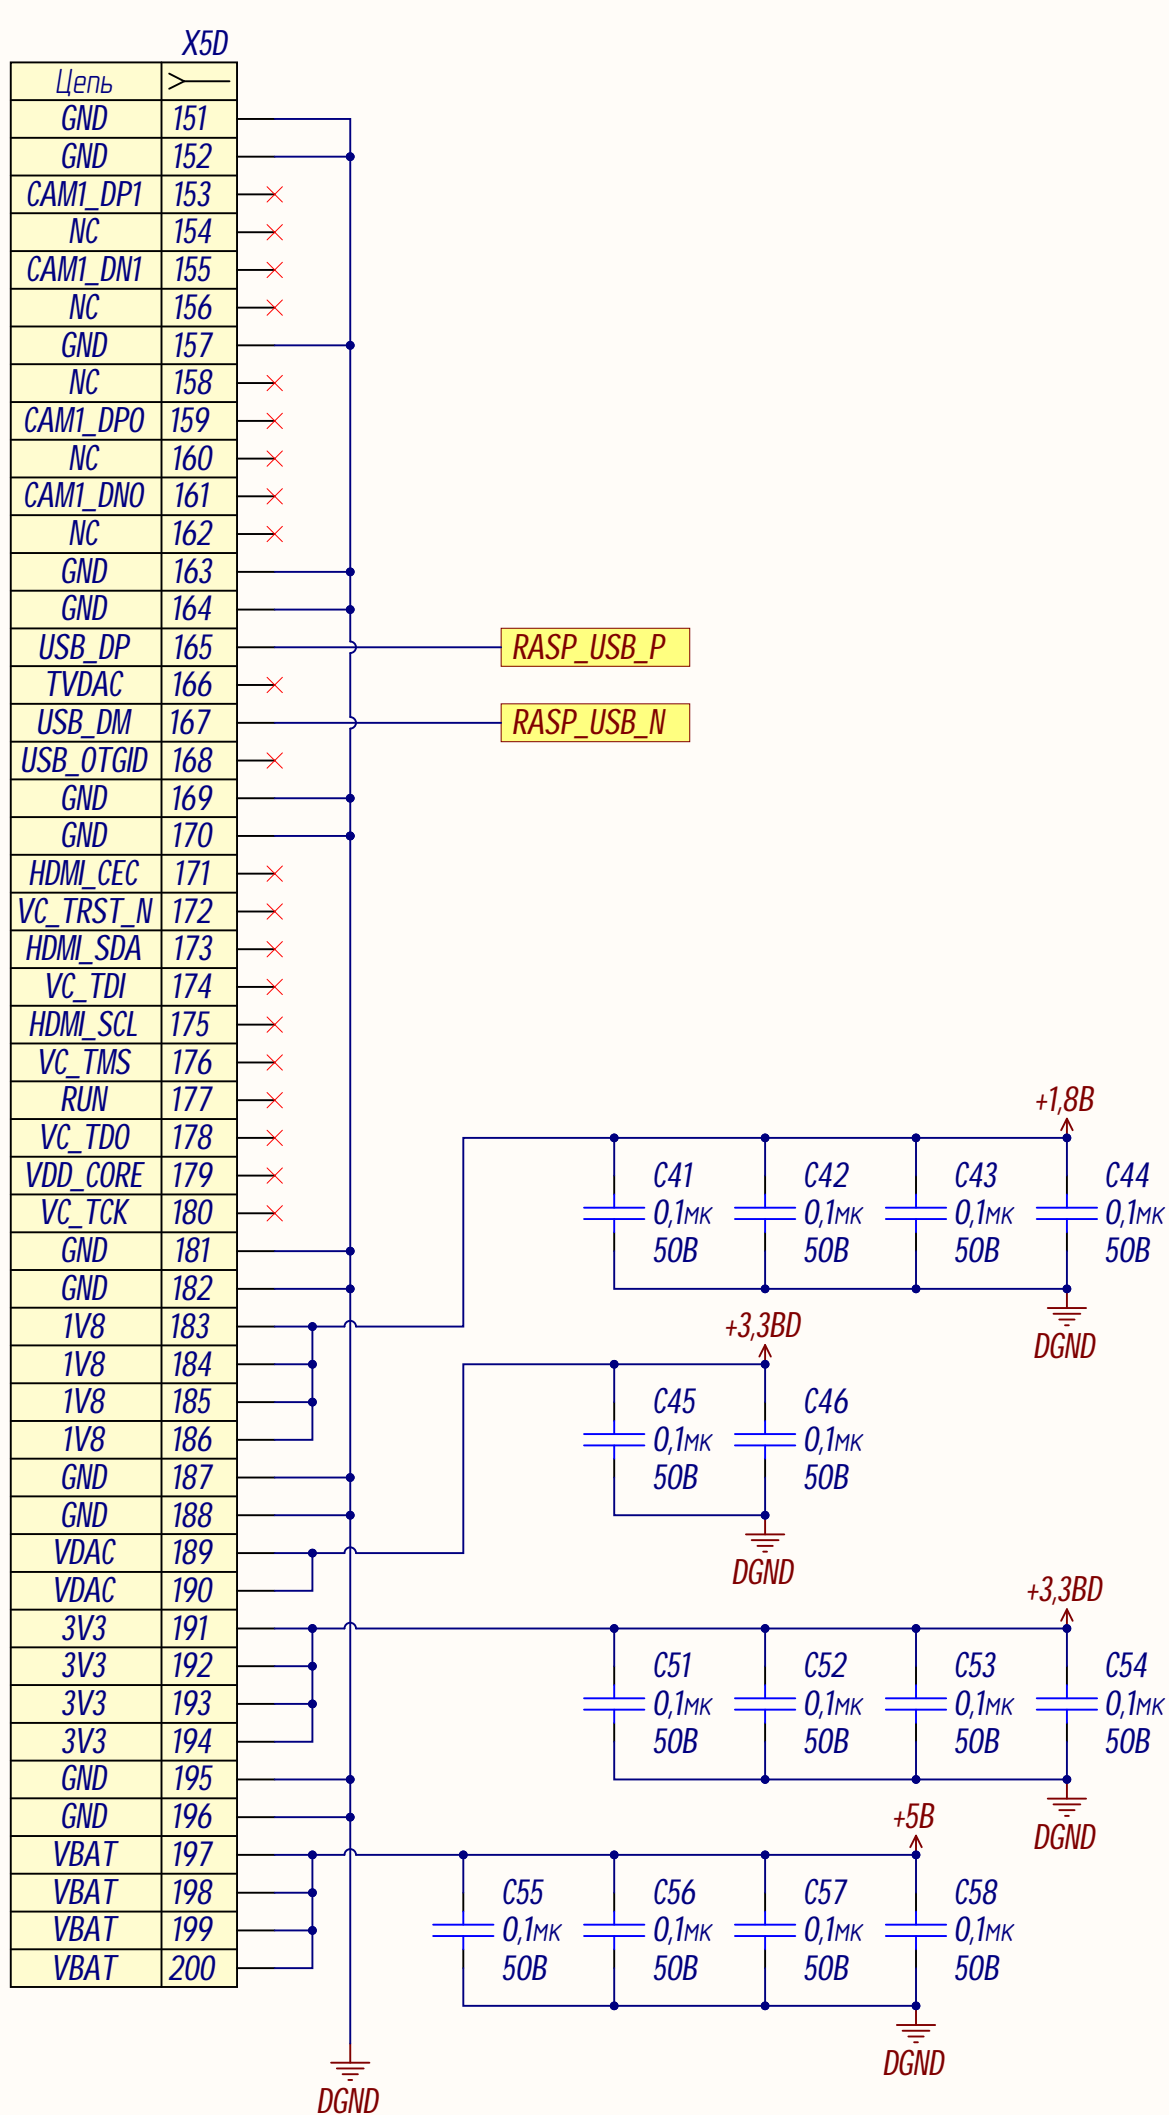 X5D
Цепь
GND 151
GND 152
CAM1_DP1 153
NC 154
CAM1_DN1 155
NC 156
GND 157
NC 158
CAM1_DP0 159
NC 160
CAM1_DN0 161
NC 162
GND 163
GND 164
USB_DP 165 RASP_USB_P
TVDAC 166
USB_DM 167 RASP_USB_N
USB_OTGID 168
GND 169
GND 170
HDMI_CEC 171
VC_TRST_N 172
HDMI_SDA 173
VC_TDI 174
HDMI_SCL 175
VC_TMS 176
RUN 177
VC_TDO 178
VDD_CORE 179
VC_TCK 180
GND 181
GND 182
1V8 183
1V8 184
1V8 185
1V8 186
GND 187
GND 188
VDAC 189
VDAC 190
3V3 191
3V3 192
3V3 193
3V3 194
GND 195
GND 196
VBAT 197
VBAT 198
VBAT 199
VBAT 200
DGND
+1,8В
C41 C42 C43 C44
0,1мк 0,1мк 0,1мк 0,1мк
50В 50В 50В 50В
DGND
+3,3ВD
C45 C46
0,1мк 0,1мк
50В 50В
DGND
+3,3ВD
C51 C52 C53 C54
0,1мк 0,1мк 0,1мк 0,1мк
50В 50В 50В 50В
DGND
+5В
C55 C56 C57 C58
0,1мк 0,1мк 0,1мк 0,1мк
50В 50В 50В 50В
DGND